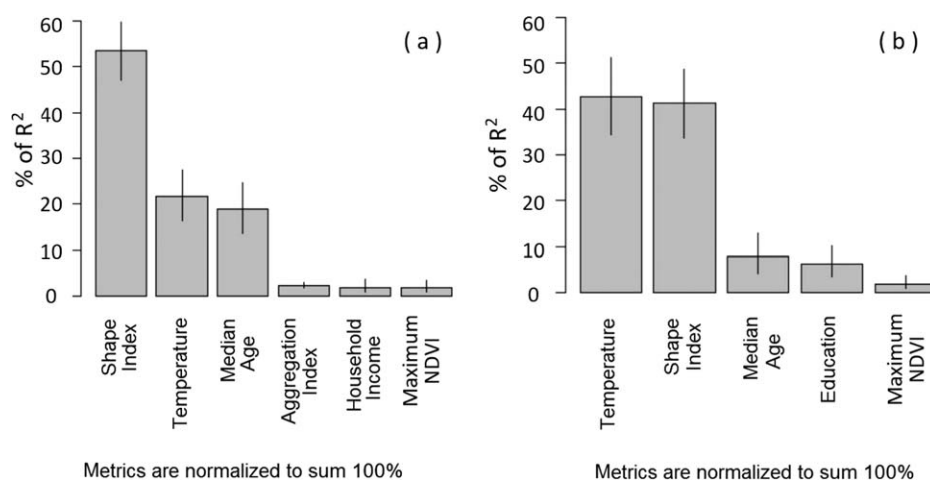 ( a )
% of R²
60
50
40
30
20
10
0
Shape
Index
Temperature
Median
Age
Aggregation
Index
Household
Income
Maximum
NDVI
Metrics are normalized to sum 100%
( b )
% of R²
60
50
40
30
20
10
0
Temperature
Shape
Index
Median
Age
Education
Maximum
NDVI
Metrics are normalized to sum 100%